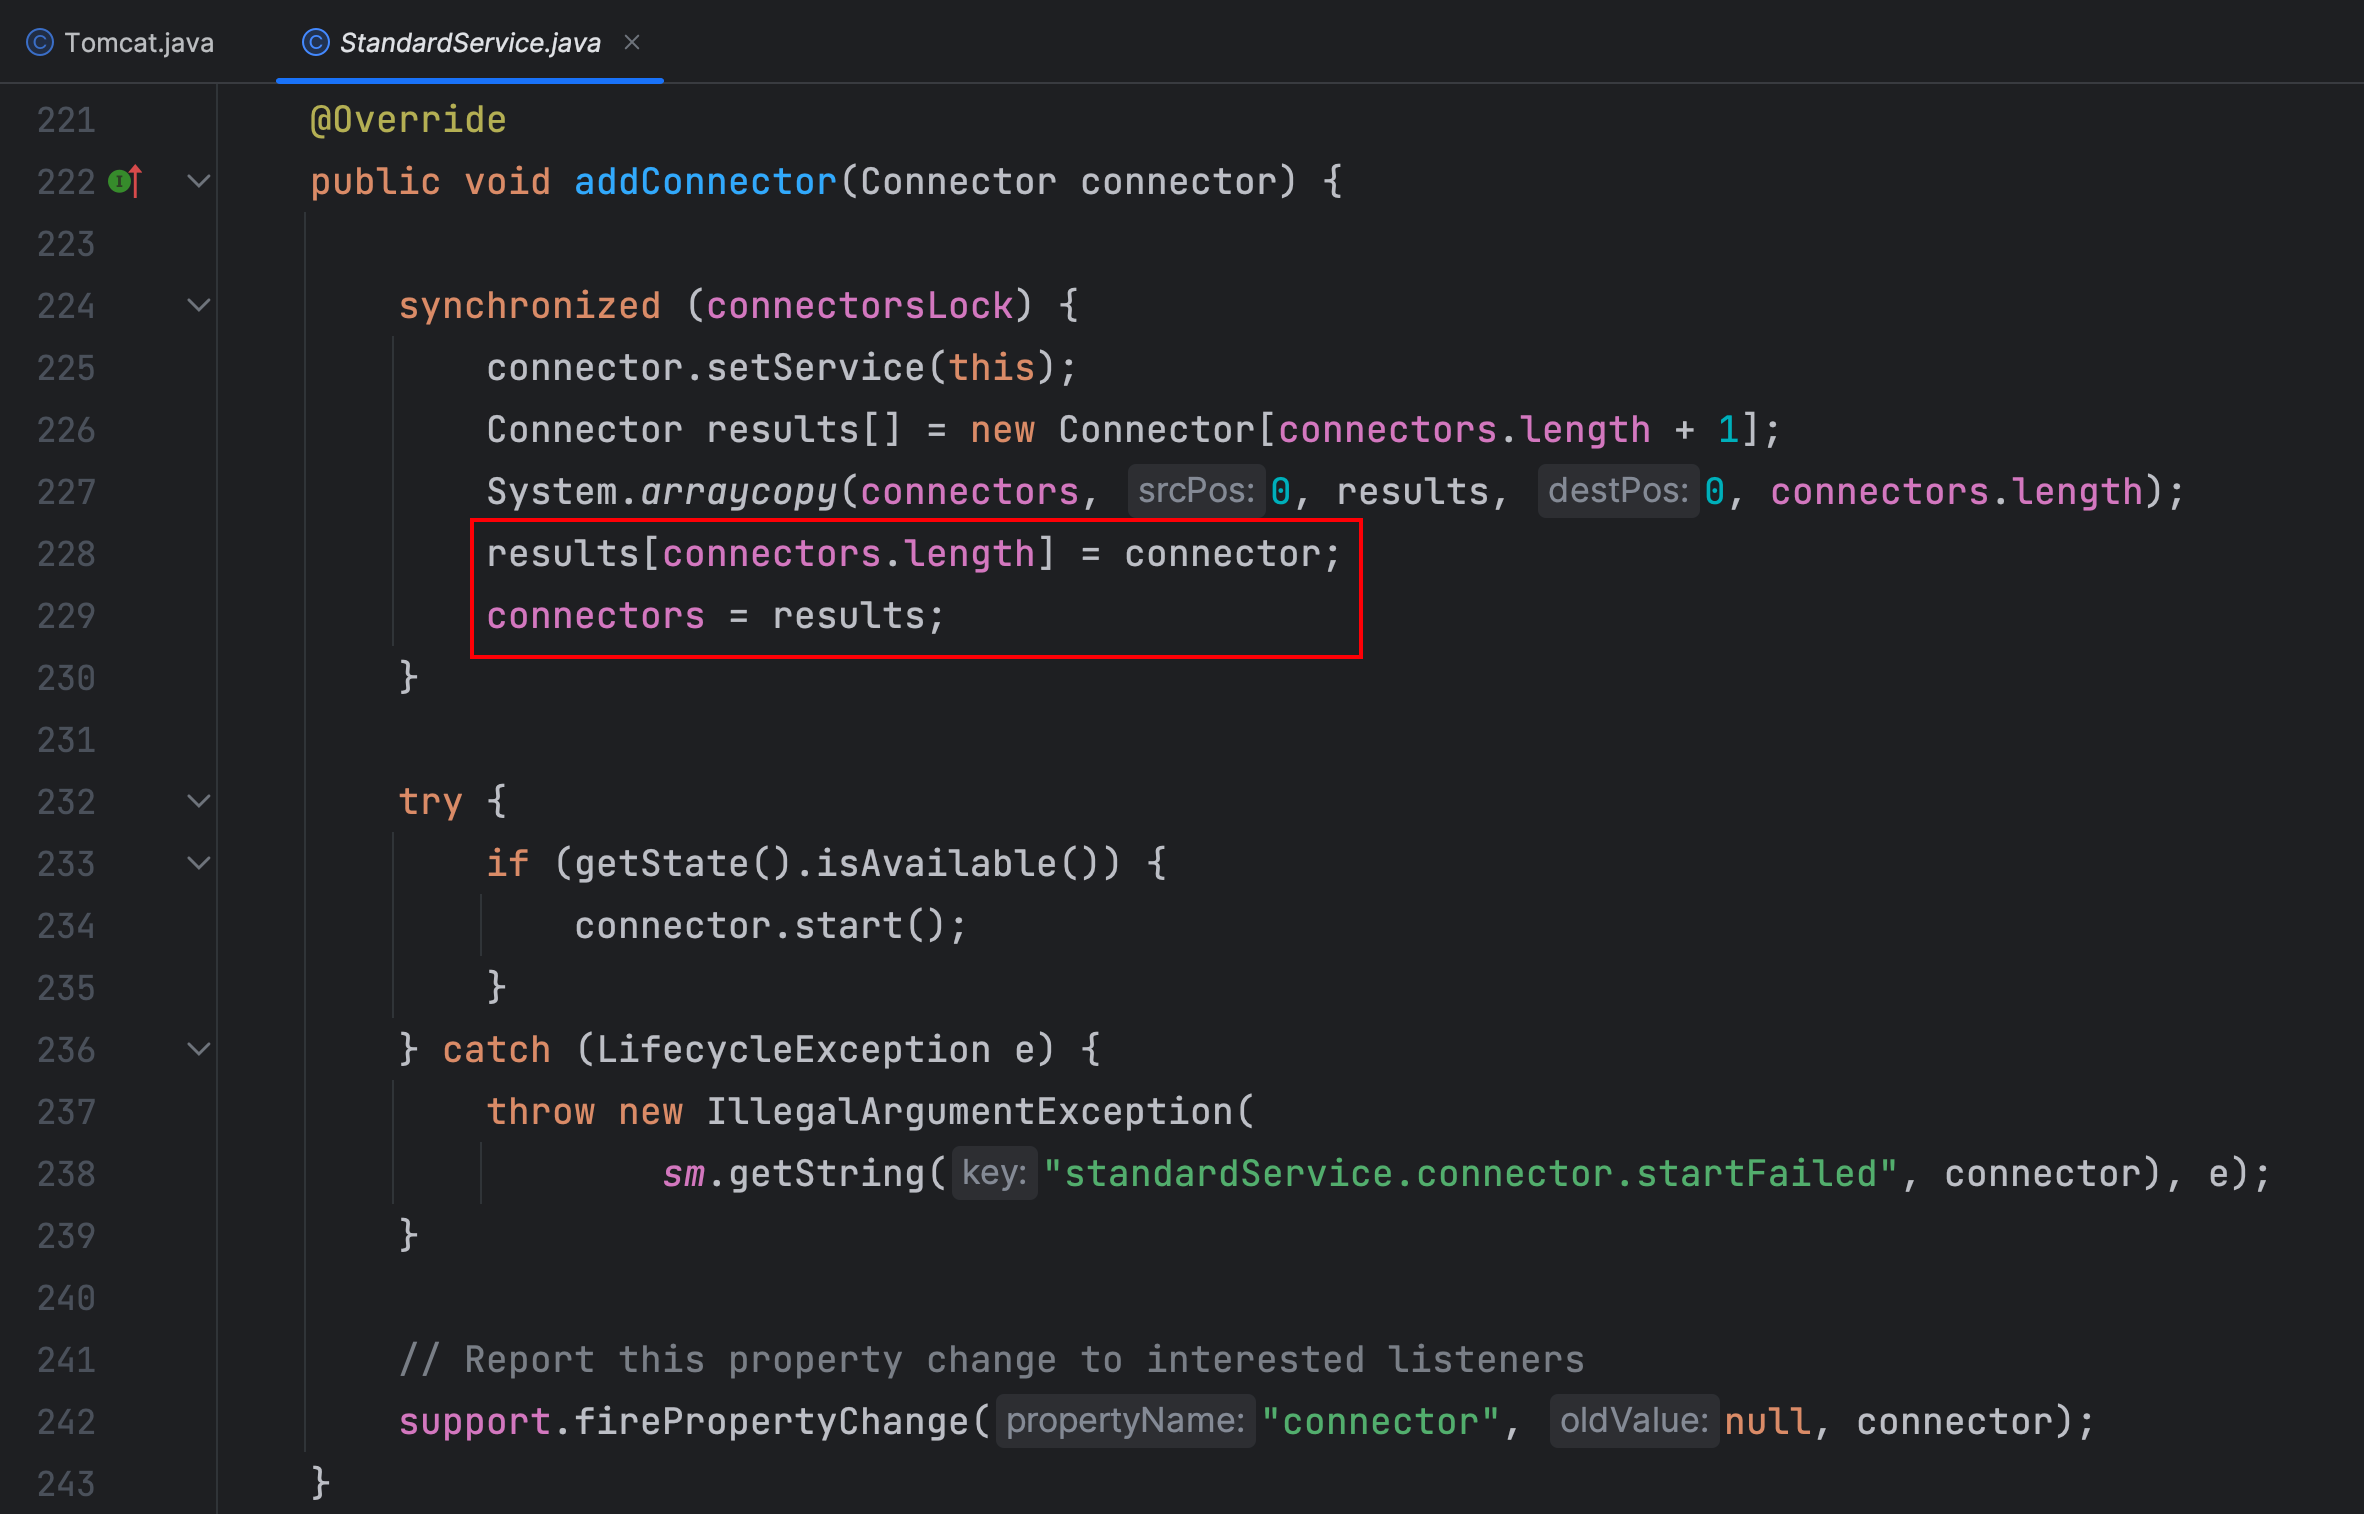 Tomcat.java StandardService.java
221 @Override
222 public void addConnector(Connector connector) {
223
224 synchronized (connectorsLock) {
225 connector.setService(this);
226 Connector results[] = new Connector[connectors.length + 1];
227 System.arraycopy(connectors, srcPos: 0, results, destPos: 0, connectors.length);
228 results[connectors.length] = connector;
229 connectors = results;
230 }
231
232 try {
233 if (getState().isAvailable()) {
234 connector.start();
235 }
236 } catch (LifecycleException e) {
237 throw new IllegalArgumentException(
238 sm.getString( key: "standardService.connector.startFailed", connector), e);
239 }
240
241 // Report this property change to interested listeners
242 support.firePropertyChange( propertyName: "connector", oldValue: null, connector);
243 }